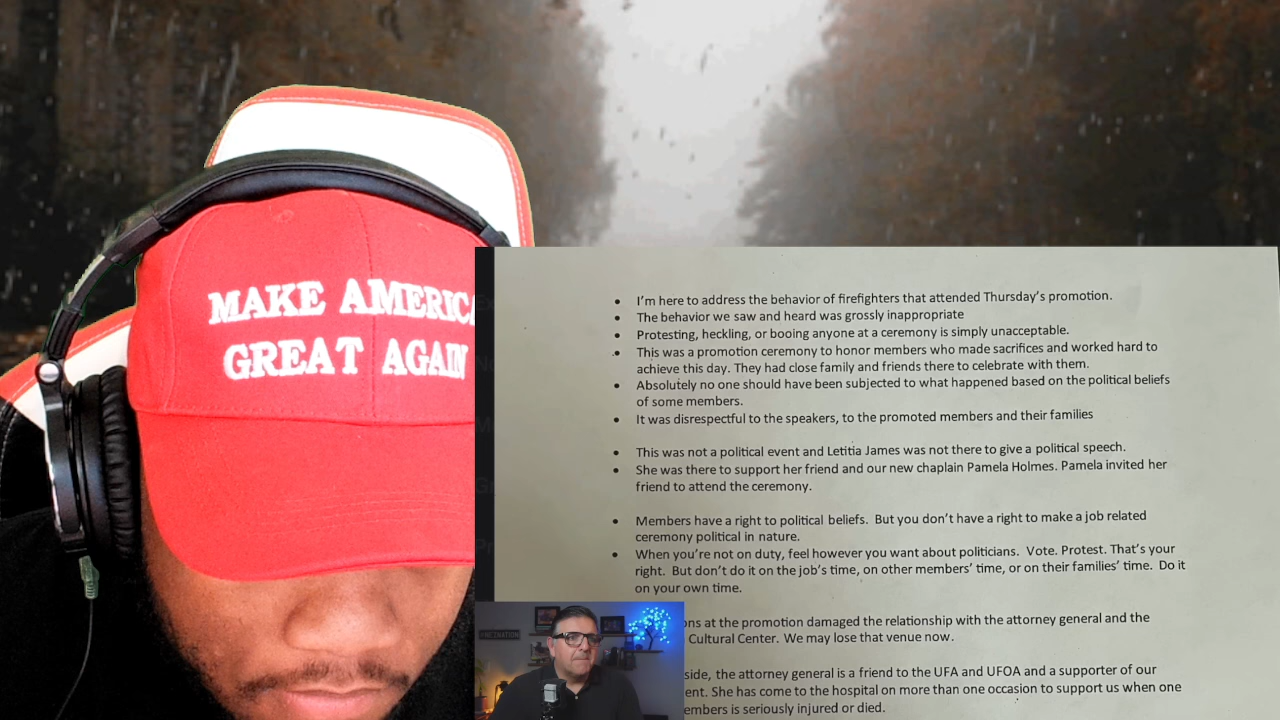 MAKE AMERICA
GREAT AGAIN
• I'm here to address the behavior of firefighters that attended Thursday's promotion.
• The behavior we saw and heard was grossly inappropriate
• Protesting, heckling, or booing anyone at a ceremony is simply unacceptable.
• This was a promotion ceremony to honor members who made sacrifices and worked hard to
achieve this day. They had close family and friends there to celebrate with them.
• Absolutely no one should have been subjected to what happened based on the political beliefs
of some members.
• It was disrespectful to the speakers, to the promoted members and their families
• This was not a political event and Letitia James was not there to give a political speech.
• She was there to support her friend and our new chaplain Pamela Holmes. Pamela invited her
friend to attend the ceremony.
• Members have a right to political beliefs. But you don't have a right to make a job related
ceremony political in nature.
• When you're not on duty, feel however you want about politicians. Vote. Protest. That's your
right. But don't do it on the job's time, on other members' time, or on their families' time. Do it
on your own time.
ons at the promotion damaged the relationship with the attorney general and the
Cultural Center. We may lose that venue now.
side, the attorney general is a friend to the UFA and UFOA and a supporter of our
ent. She has come to the hospital on more than one occasion to support us when one
embers is seriously injured or died.